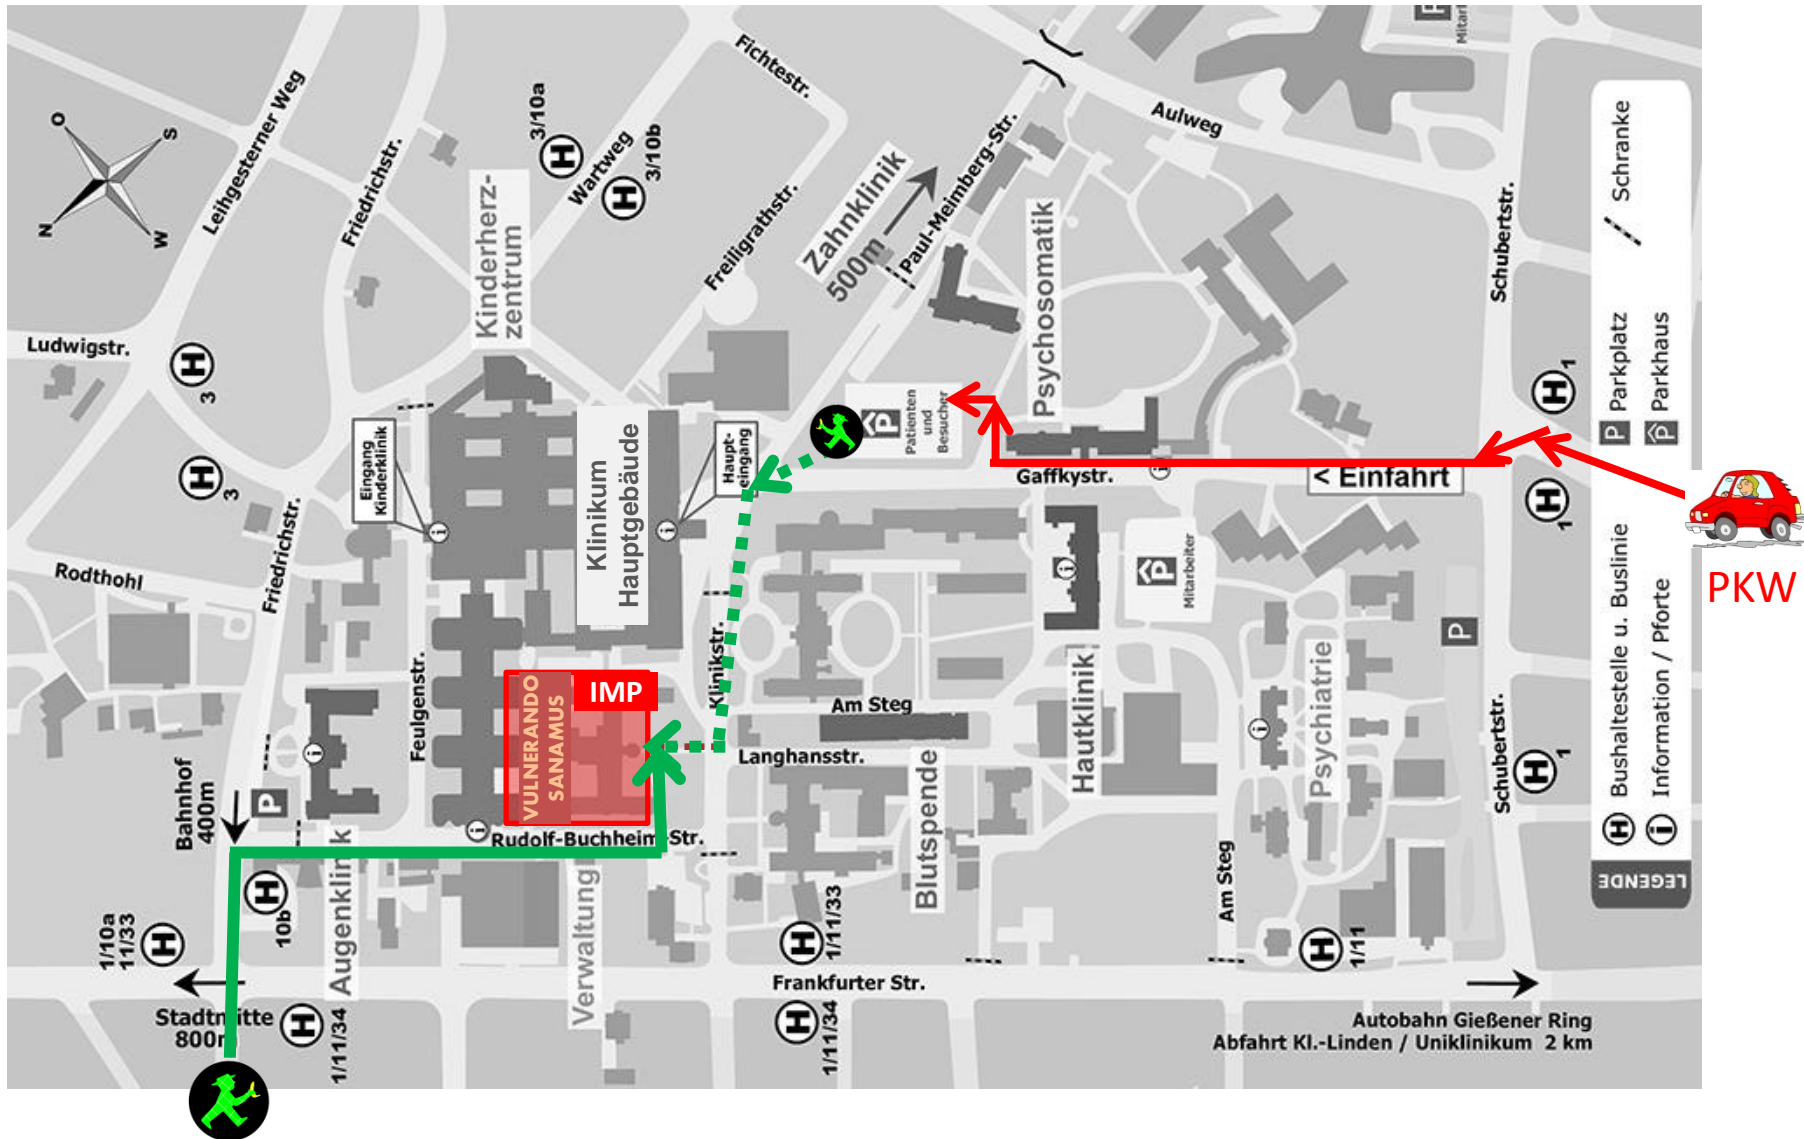 Fichtestr.
Leihgesterner Weg
O
S
N
W
Friedrichstr.
3/10a
H
Wartweg
H
3/10b
Freiligrathstr.
Kinderherz-
zentrum
Zahnklinik
500m
Paul-Meimberg-Str.
Aulweg
P
Psychosomatik
Schubertstr.
Ludwigstr.
H
3
H
3
Rodthohl
Friedrichstr.
Eingang
Kinderklinik
i
Klinikum
Hauptgebäude
Haupt-
eingang
i
P
Patienten
und
Besucher
Gaffkystr.
i
< Einfahrt
H
1
H
1
PKW
i
P
Mitarbeiter
P
Feulgenstr.
Klinikstr.
VULNERANDO
SANAMUS
IMP
Am Steg
Langhansstr.
Hautklinik
Psychiatrie
i
Schubertstr.
H
1
Bahnhof
400m
P
i
i
Rudolf-Buchheim-Str.
Augenklinik
Verwaltung
Blutspende
Am Steg
H
10b
1/10a
11/33
H
H
1/11/33
H
1/11
Frankfurter Str.
Stadtmitte
800m
H
1/11/34
H
1/11/34
Autobahn Gießener Ring
Abfahrt Kl.-Linden / Uniklinikum 2 km
LEGENDE
H Bushaltestelle u. Buslinie
i Information / Pforte
P Parkplatz
P Parkhaus
Schranke